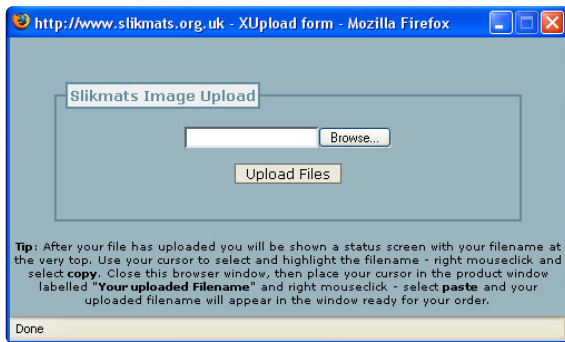 http://www.slikmats.org.uk - XUpload form - Mozilla Firefox
Slikmats Image Upload
Browse...
Upload Files
Tip: After your file has uploaded you will be shown a status screen with your filename at
the very top. Use your cursor to select and highlight the filename - right mouseclick and
select copy. Close this browser window, then place your cursor in the product window
labelled "Your uploaded Filename" and right mouseclick - select paste and your
uploaded filename will appear in the window ready for your order.
Done